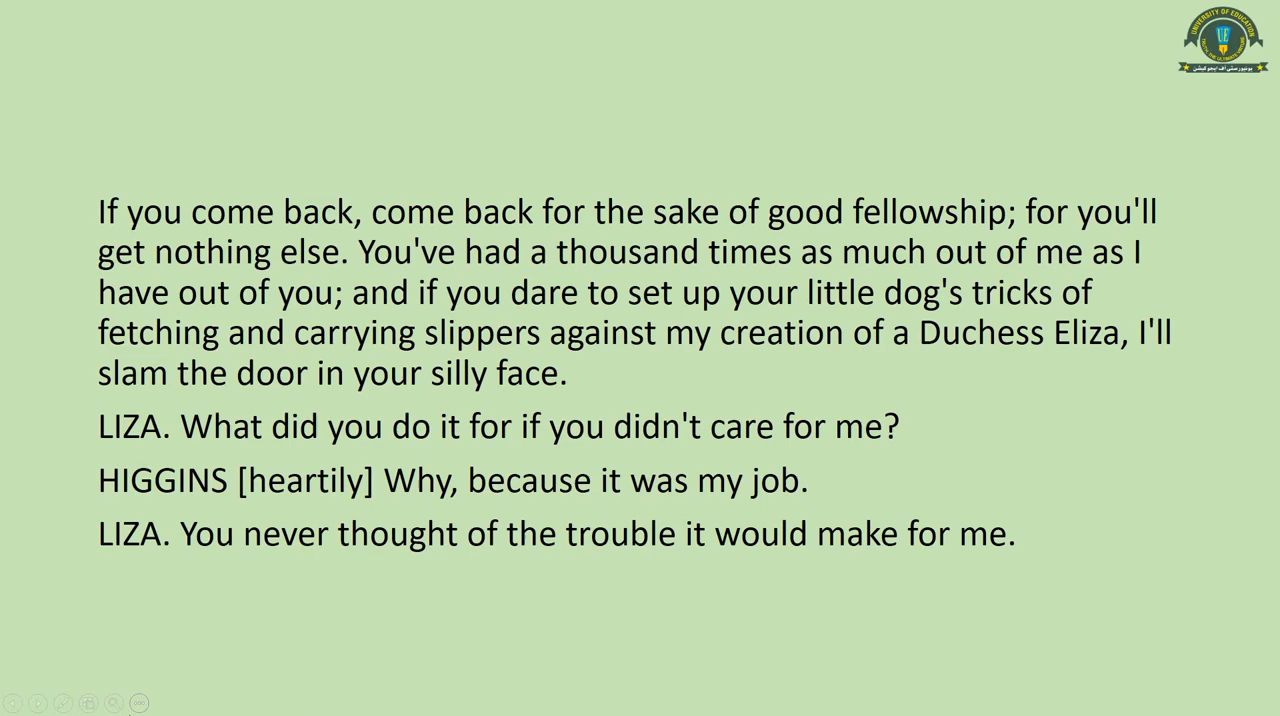 UNIVERSITY OF EDUCATION
UE
یونیورسٹی آف ایجوکیشن
If you come back, come back for the sake of good fellowship; for you'll
get nothing else. You've had a thousand times as much out of me as I
have out of you; and if you dare to set up your little dog's tricks of
fetching and carrying slippers against my creation of a Duchess Eliza, I'll
slam the door in your silly face.
LIZA. What did you do it for if you didn't care for me?
HIGGINS [heartily] Why, because it was my job.
LIZA. You never thought of the trouble it would make for me.